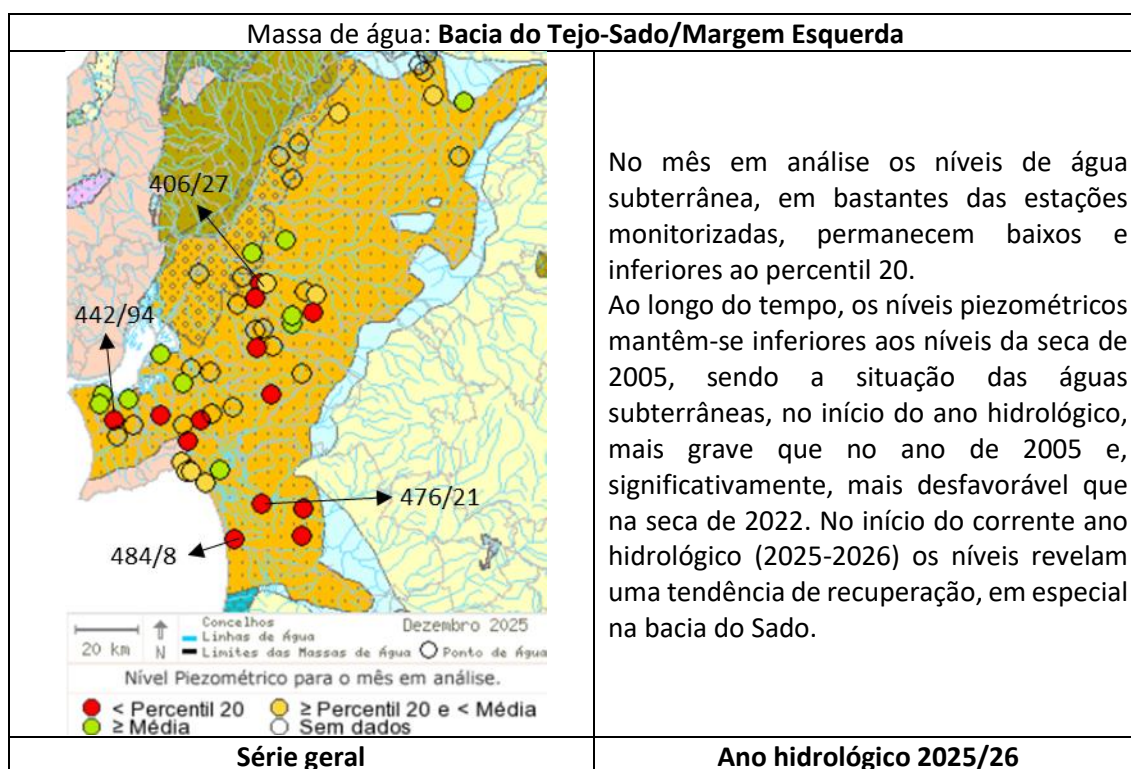 Massa de água: Bacia do Tejo-Sado/Margem Esquerda
406/27
442/94
476/21
484/8
Concelhos
Linhas de Água
Limites das Massas de Água
Ponto de Água
Dezembro 2025
20 km
N
Nível Piezométrico para o mês em análise.
< Percentil 20
≥ Percentil 20 e < Média
≥ Média
Sem dados
No mês em análise os níveis de água
subterrânea, em bastantes das estações
monitorizadas, permanecem baixos e
inferiores ao percentil 20.
Ao longo do tempo, os níveis piezométricos
mantêm-se inferiores aos níveis da seca de
2005, sendo a situação das águas
subterrâneas, no início do ano hidrológico,
mais grave que no ano de 2005 e,
significativamente, mais desfavorável que
na seca de 2022. No início do corrente ano
hidrológico (2025-2026) os níveis revelam
uma tendência de recuperação, em especial
na bacia do Sado.
Série geral
Ano hidrológico 2025/26